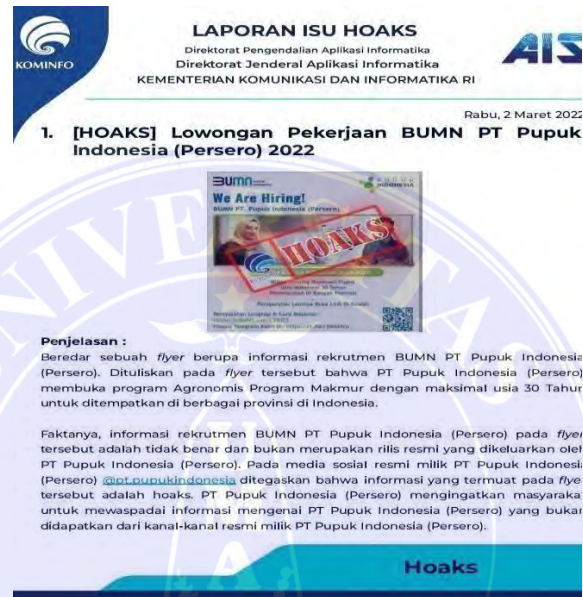 KOMINFO
LAPORAN ISU HOAKS
Direktorat Pengendalian Aplikasi Informatika
Direktorat Jenderal Aplikasi Informatika
KEMENTERIAN KOMUNIKASI DAN INFORMATIKA RI
AIS
Rabu, 2 Maret 2022
1. [HOAKS] Lowongan Pekerjaan BUMN PT Pupuk
Indonesia (Persero) 2022
BUMN
INDONESIA
We Are Hiring!
BUMN PT. Pupuk Indonesia (Persero)
HOAKS
Penjelasan :
Beredar sebuah flyer berupa informasi rekrutmen BUMN PT Pupuk Indonesia
(Persero). Dituliskan pada flyer tersebut bahwa PT Pupuk Indonesia (Persero)
membuka program Agronomis Program Makmur dengan maksimal usia 30 Tahun
untuk ditempatkan di berbagai provinsi di Indonesia.
Faktanya, informasi rekrutmen BUMN PT Pupuk Indonesia (Persero) pada flyer
tersebut adalah tidak benar dan bukan merupakan rilis resmi yang dikeluarkan oleh
PT Pupuk Indonesia (Persero). Pada media sosial resmi milik PT Pupuk Indonesia
(Persero) @pt.pupukindonesia ditegaskan bahwa informasi yang termuat pada flyer
tersebut adalah hoaks. PT Pupuk Indonesia (Persero) mengingatkan masyaraka
untuk mewaspadai informasi mengenai PT Pupuk Indonesia (Persero) yang bukan
didapatkan dari kanal-kanal resmi milik PT Pupuk Indonesia (Persero).
Hoaks